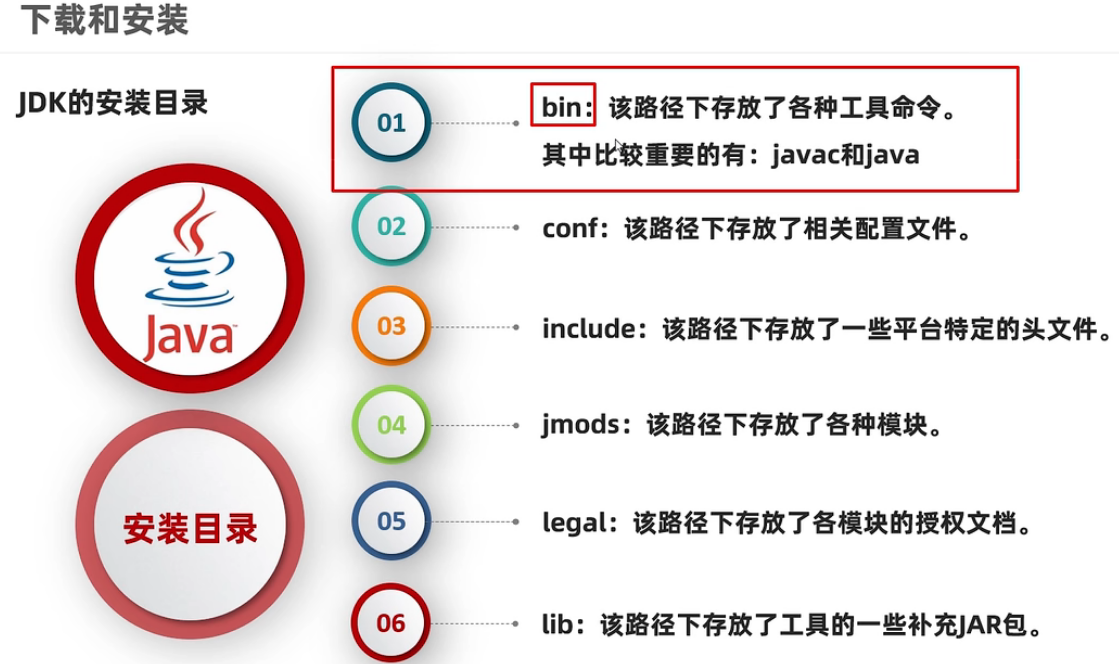 下载和安装
JDK的安装目录
01
bin：该路径下存放了各种工具命令。
其中比较重要的有：javac和java
02
conf：该路径下存放了相关配置文件。
Java™
03
include：该路径下存放了一些平台特定的头文件。
04
jmods：该路径下存放了各种模块。
安装目录
05
legal：该路径下存放了各模块的授权文档。
06
lib：该路径下存放了工具的一些补充JAR包。